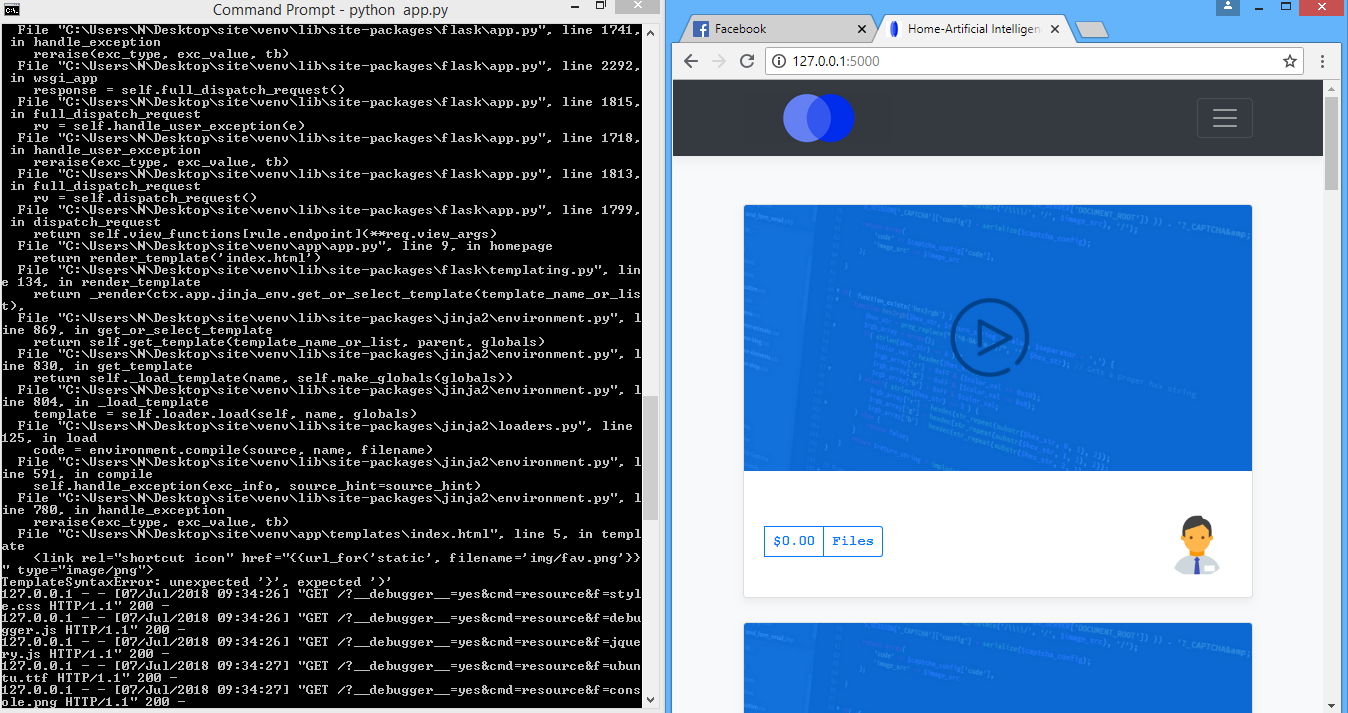 Command Prompt - python app.py
File "C:\Users\N\Desktop\site\venv\lib\site-packages\flask\app.py", line 1741,
in handle_exception
reraise(exc_type, exc_value, tb)
File "C:\Users\N\Desktop\site\venv\lib\site-packages\flask\app.py", line 2292,
in wsgi_app
response = self.full_dispatch_request()
File "C:\Users\N\Desktop\site\venv\lib\site-packages\flask\app.py", line 1815,
in full_dispatch_request
rv = self.handle_user_exception(e)
File "C:\Users\N\Desktop\site\venv\lib\site-packages\flask\app.py", line 1718,
in handle_user_exception
reraise(exc_type, exc_value, tb)
File "C:\Users\N\Desktop\site\venv\lib\site-packages\flask\app.py", line 1813,
in full_dispatch_request
rv = self.dispatch_request()
File "C:\Users\N\Desktop\site\venv\lib\site-packages\flask\app.py", line 1799,
in dispatch_request
return self.view_functions[rule.endpoint](**req.view_args)
File "C:\Users\N\Desktop\site\venv\app\app.py", line 9, in homepage
return render_template('index.html')
File "C:\Users\N\Desktop\site\venv\lib\site-packages\flask\templating.py", lin
e 134, in render_template
return _render(ctx.app.jinja_env.get_or_select_template(template_name_or_lis
t),
File "C:\Users\N\Desktop\site\venv\lib\site-packages\jinja2\environment.py", l
ine 869, in get_or_select_template
return self.get_template(template_name_or_list, parent, globals)
File "C:\Users\N\Desktop\site\venv\lib\site-packages\jinja2\environment.py", l
ine 830, in get_template
return self._load_template(name, self.make_globals(globals))
File "C:\Users\N\Desktop\site\venv\lib\site-packages\jinja2\environment.py", l
ine 804, in _load_template
template = self.loader.load(self, name, globals)
File "C:\Users\N\Desktop\site\venv\lib\site-packages\jinja2\loaders.py", line
125, in load
code = environment.compile(source, name, filename)
File "C:\Users\N\Desktop\site\venv\lib\site-packages\jinja2\environment.py", l
ine 591, in compile
self.handle_exception(exc_info, source_hint=source_hint)
File "C:\Users\N\Desktop\site\venv\lib\site-packages\jinja2\environment.py", l
ine 780, in handle_exception
reraise(exc_type, exc_value, tb)
File "C:\Users\N\Desktop\site\venv\app\templates\index.html", line 5, in templ
ate
<link rel="shortcut icon" href="{{url_for('static', filename='img/fav.png'}}
" type="image/png">
TemplateSyntaxError: unexpected '}', expected ')'
127.0.0.1 - - [07/Jul/2018 09:34:26] "GET /?__debugger__=yes&cmd=resource&f=styl
e.css HTTP/1.1" 200 -
127.0.0.1 - - [07/Jul/2018 09:34:26] "GET /?__debugger__=yes&cmd=resource&f=debu
gger.js HTTP/1.1" 200 -
127.0.0.1 - - [07/Jul/2018 09:34:26] "GET /?__debugger__=yes&cmd=resource&f=jque
ry.js HTTP/1.1" 200 -
127.0.0.1 - - [07/Jul/2018 09:34:27] "GET /?__debugger__=yes&cmd=resource&f=ubun
tu.ttf HTTP/1.1" 200 -
127.0.0.1 - - [07/Jul/2018 09:34:27] "GET /?__debugger__=yes&cmd=resource&f=cons
ole.png HTTP/1.1" 200 -
Facebook
Home-Artificial Intelligen
127.0.0.1:5000
$0.00 Files